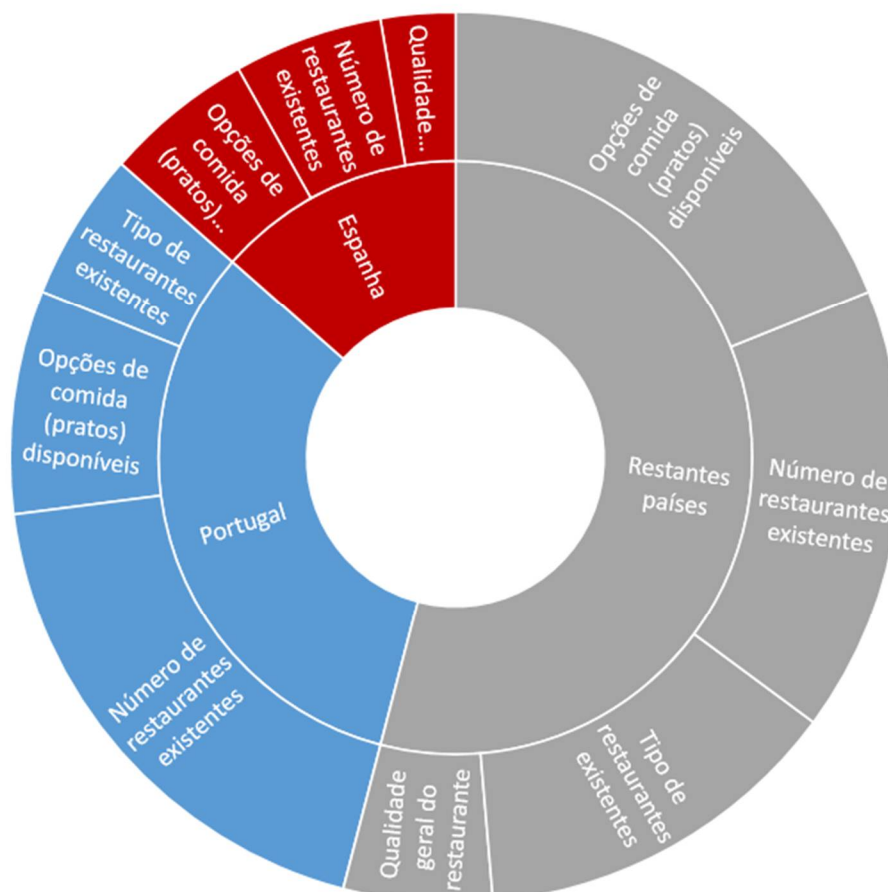 Opções de
comida
(pratos)
disponíveis
Número de
restaurantes
existentes
Tipo de
restaurantes
existentes
Qualidade
geral do
restaurante
Número de
restaurantes
existentes
Opções de
comida
(pratos)
disponíveis
Tipo de
restaurantes
existentes
Opções de
comida
(pratos)...
Número de
restaurantes
existentes
Qualidade...
Restantes
países
Portugal
Espanha